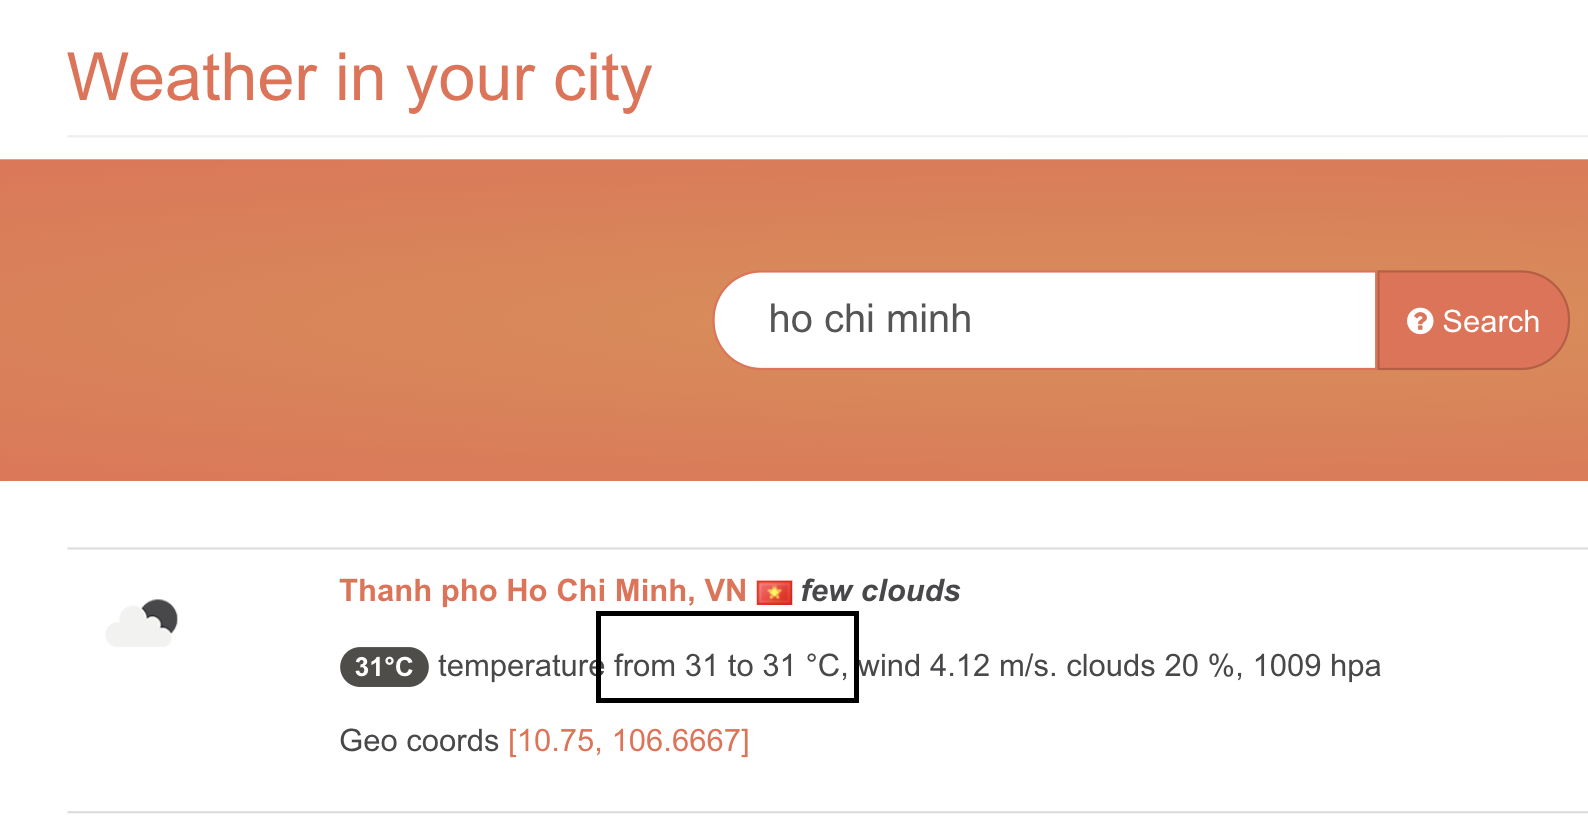 Weather in your city
ho chi minh
Search
Thanh pho Ho Chi Minh, VN few clouds
31°C temperature from 31 to 31 °C, wind 4.12 m/s. clouds 20 %, 1009 hpa
Geo coords [10.75, 106.6667]